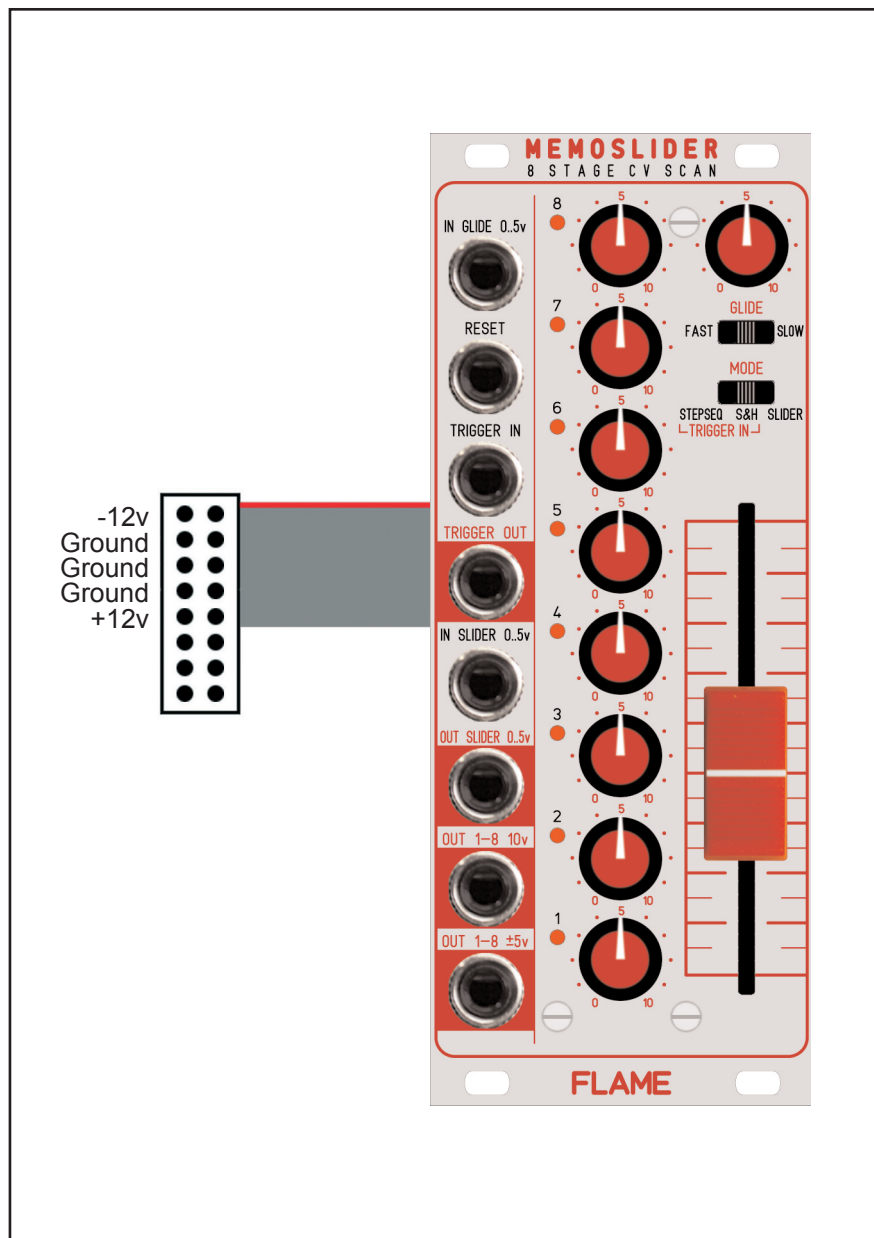 MEMOSLIDER
8 STAGE CV SCAN
-12v
Ground
Ground
Ground
+12v
IN GLIDE 0..5v
RESET
TRIGGER IN
TRIGGER OUT
IN SLIDER 0..5v
OUT SLIDER 0..5v
OUT 1–8 10v
OUT 1–8 ±5v
8
5
0 10
7
5
0 10
6
5
0 10
5
5
0 10
4
5
0 10
3
5
0 10
2
5
0 10
1
5
0 10
5
0 10
GLIDE
FAST SLOW
MODE
STEPSEQ S&H SLIDER
TRIGGER IN
FLAME